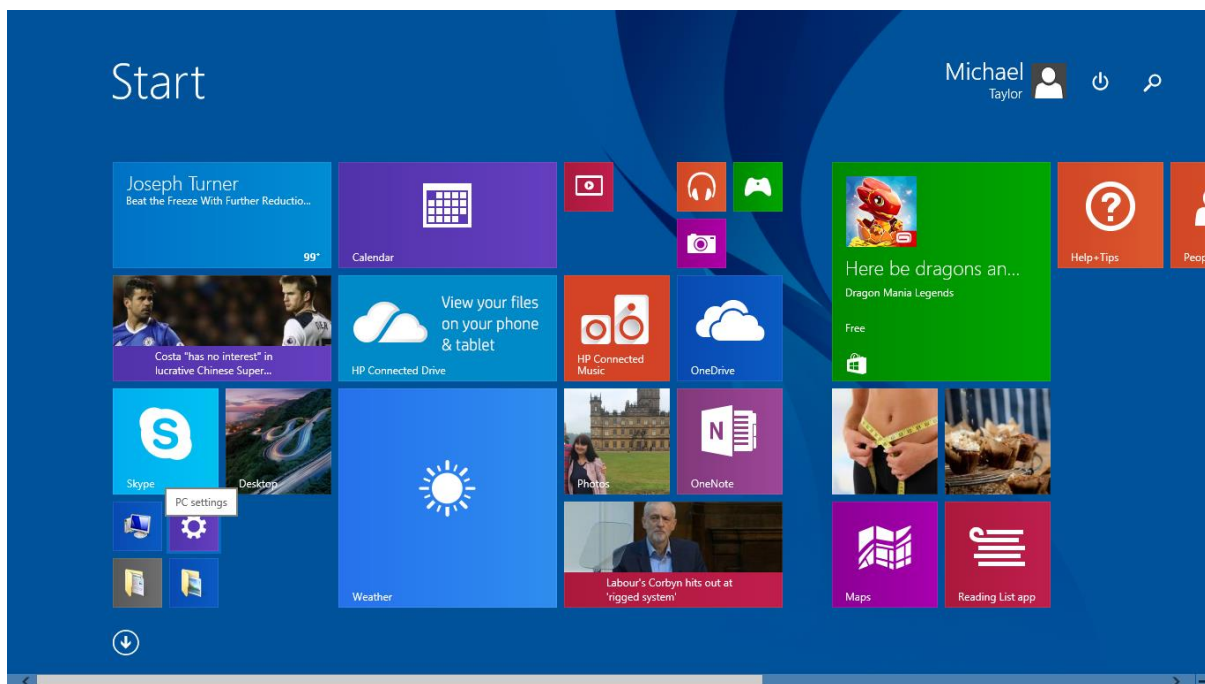 Start
Michael
Taylor
Joseph Turner
Beat the Freeze With Further Reductio...
99+
Calendar
Costa "has no interest" in
lucrative Chinese Super...
View your files
on your phone
& tablet
HP Connected Drive
HP Connected
Music
OneDrive
Here be dragons an...
Dragon Mania Legends
Free
Help+Tips
Peop
S
Skype
Desktop
PC settings
Weather
Photos
N
OneNote
Labour's Corbyn hits out at
'rigged system'
Maps
Reading List app